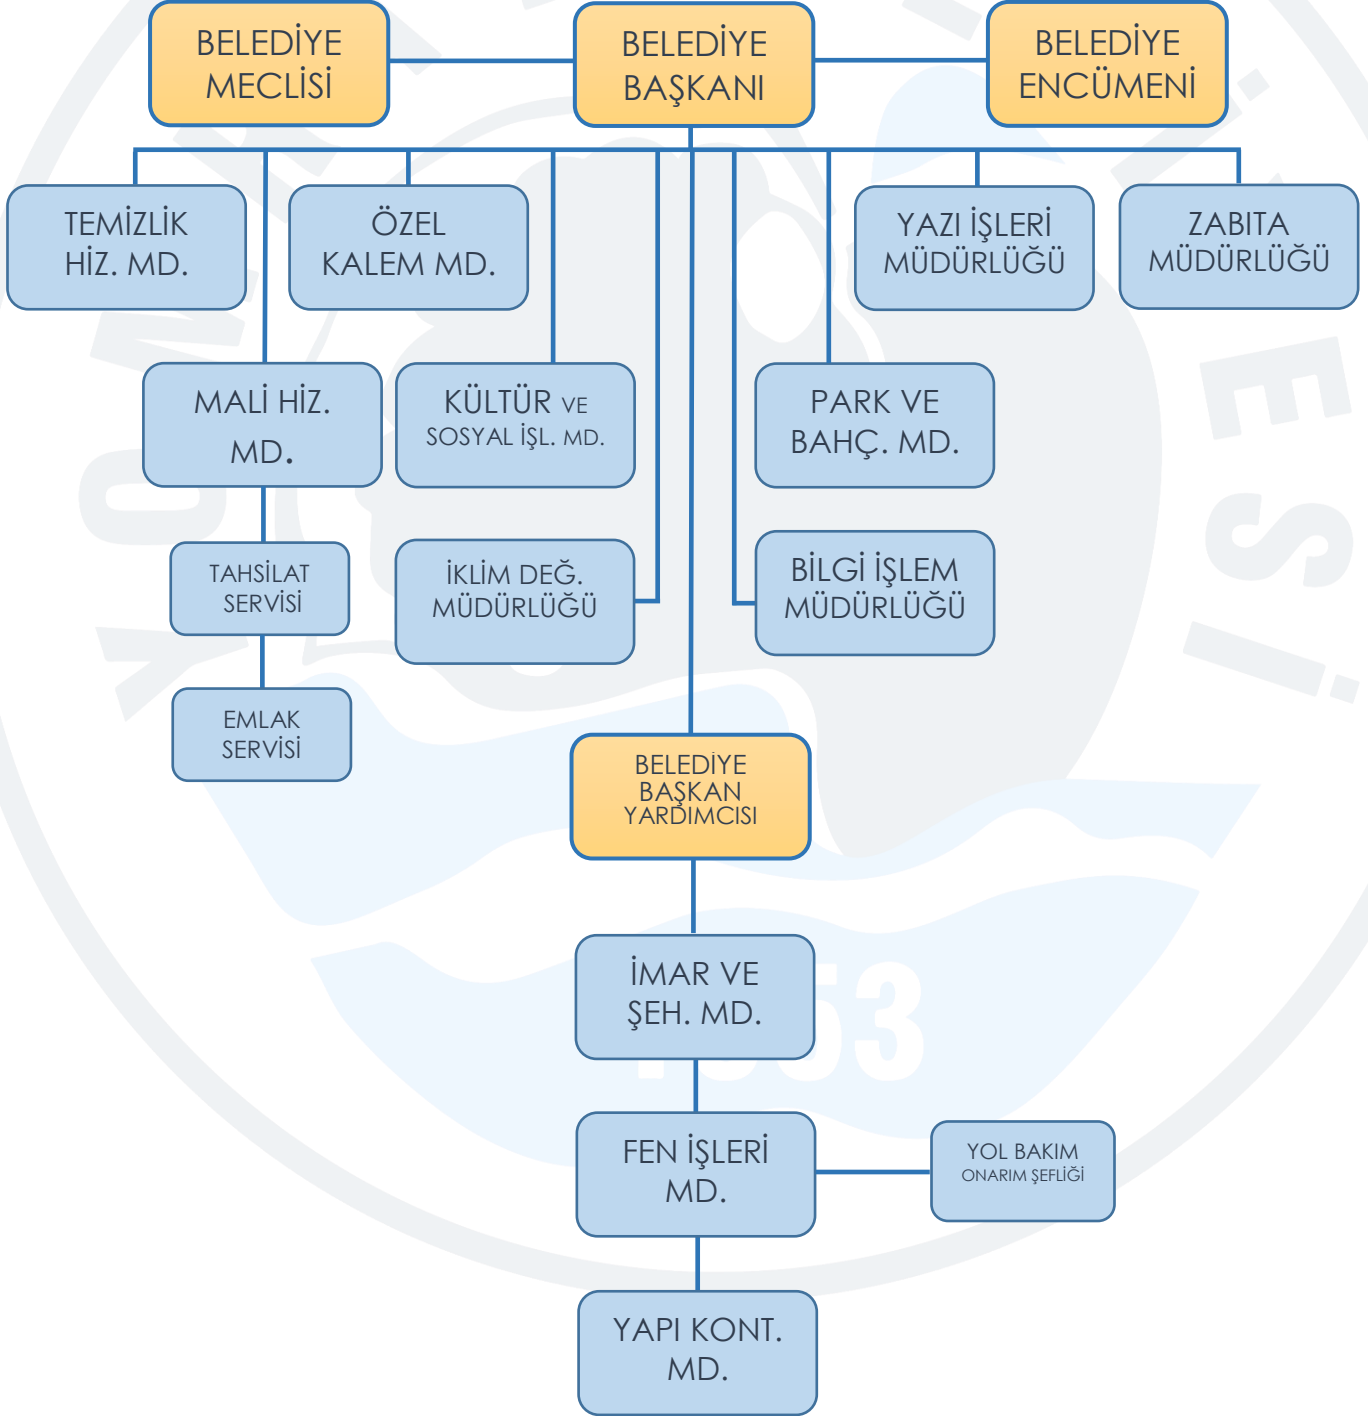 BELEDİYE
MECLİSİ
BELEDİYE
BAŞKANI
BELEDİYE
ENCÜMENİ
TEMİZLİK
HİZ. MD.
ÖZEL
KALEM MD.
YAZI İŞLERİ
MÜDÜRLÜĞÜ
ZABITA
MÜDÜRLÜĞÜ
MALİ HİZ.
MD.
KÜLTÜR VE
SOSYAL İŞL. MD.
PARK VE
BAHÇ. MD.
TAHSİLAT
SERVİSİ
İKLİM DEĞ.
MÜDÜRLÜĞÜ
BİLGİ İŞLEM
MÜDÜRLÜĞÜ
EMLAK
SERVİSİ
BELEDİYE
BAŞKAN
YARDIMCISI
İMAR VE
ŞEH. MD.
FEN İŞLERİ
MD.
YOL BAKIM
ONARIM ŞEFLİĞİ
YAPI KONT.
MD.